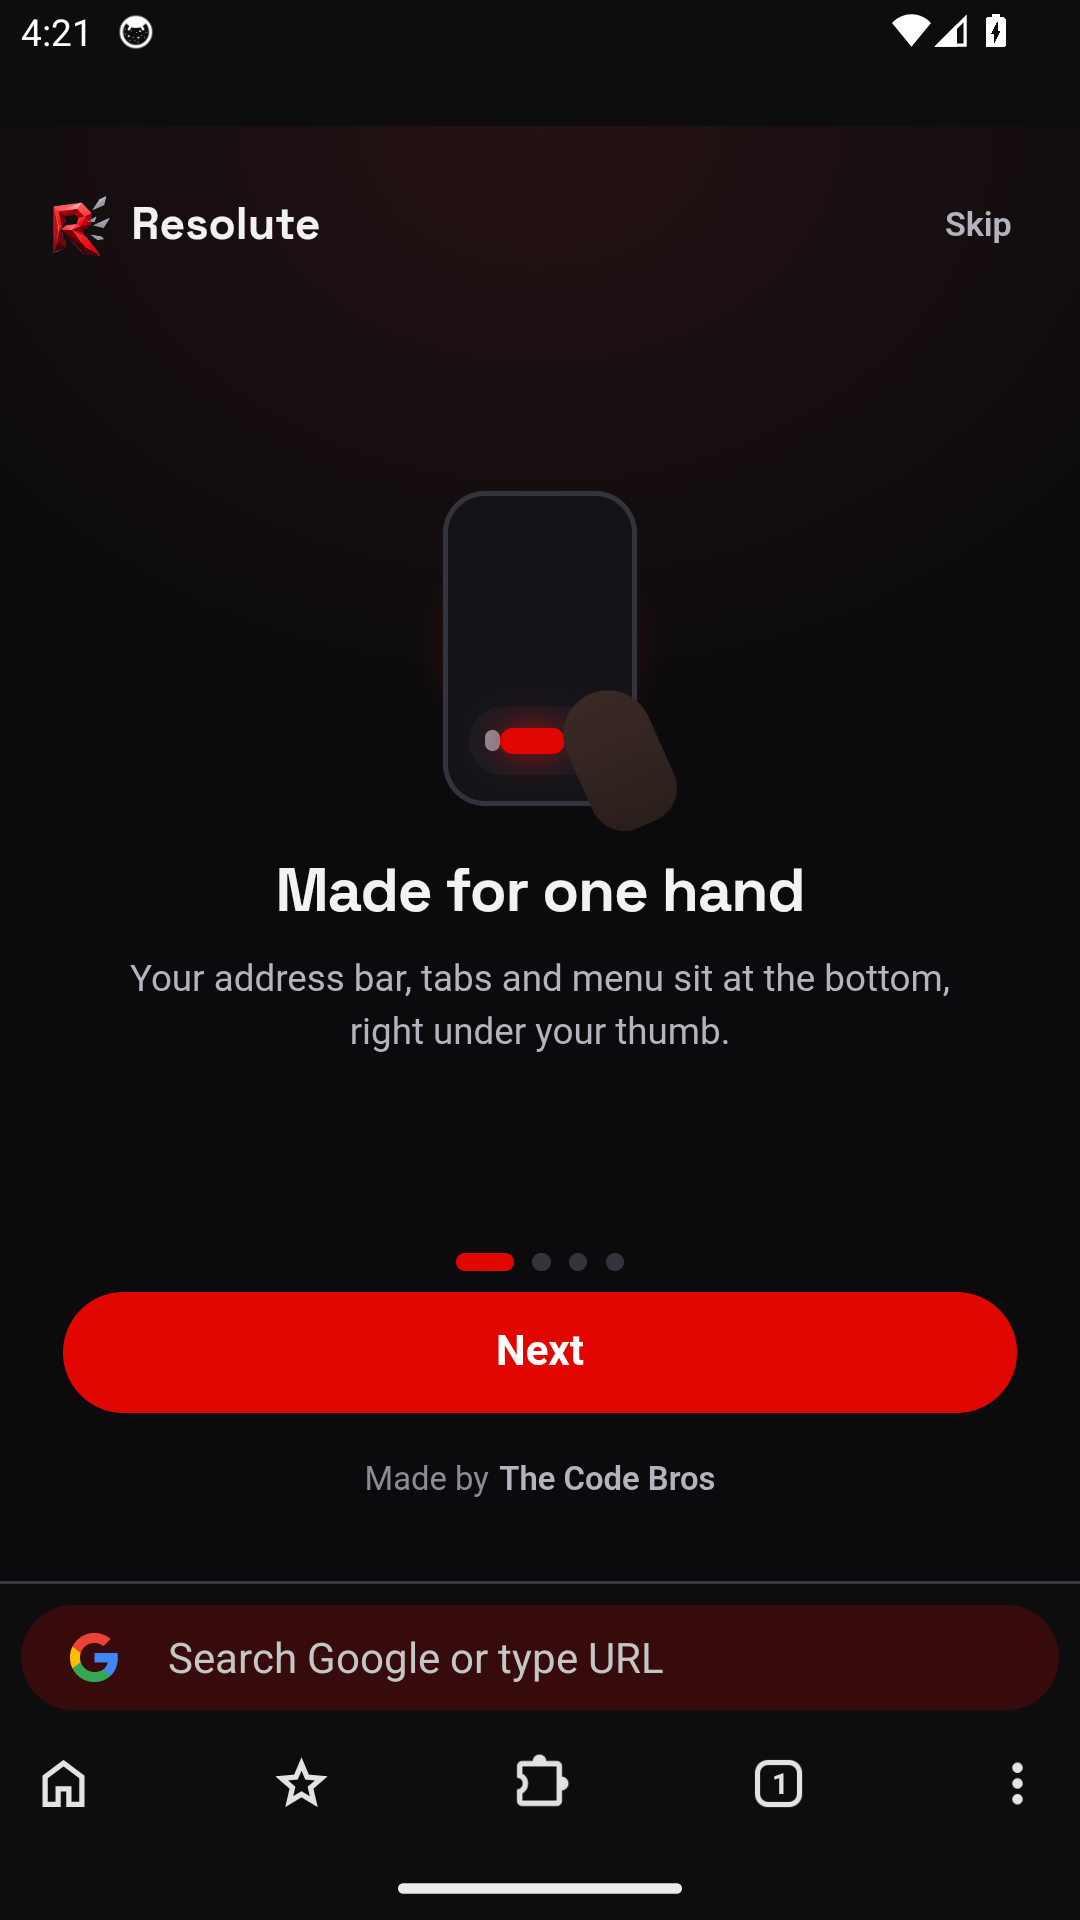 4:21
Resolute
Skip
Made for one hand
Your address bar, tabs and menu sit at the bottom,
right under your thumb.
Next
Made by The Code Bros
Search Google or type URL
1